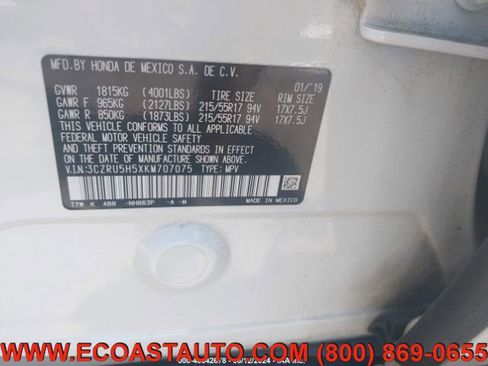 MFD.BY HONDA DE MEXICO S.A. DE C.V.
GVWR 1815KG (4001LBS) TIRE SIZE 01/'19 RIM SIZE
GAWR F 965KG (2127LBS) 215/55R17 94V 17X7.5J
GAWR R 850KG (1873LBS) 215/55R17 94V 17X7.5J
THIS VEHICLE CONFORMS TO ALL APPLICABLE
FEDERAL MOTOR VEHICLE SAFETY AND THEFT
PREVENTION STANDARDS IN EFFECT ON THE
DATE OF MANUFACTURE SHOWN ABOVE.
V.I.N.:3CZRU5H5XKM707075 TYPE: MPV
T7W K ABB -NH883P -A -M MADE IN MEXICO
WWW.ECOASTAUTO.COM (800) 869-0655